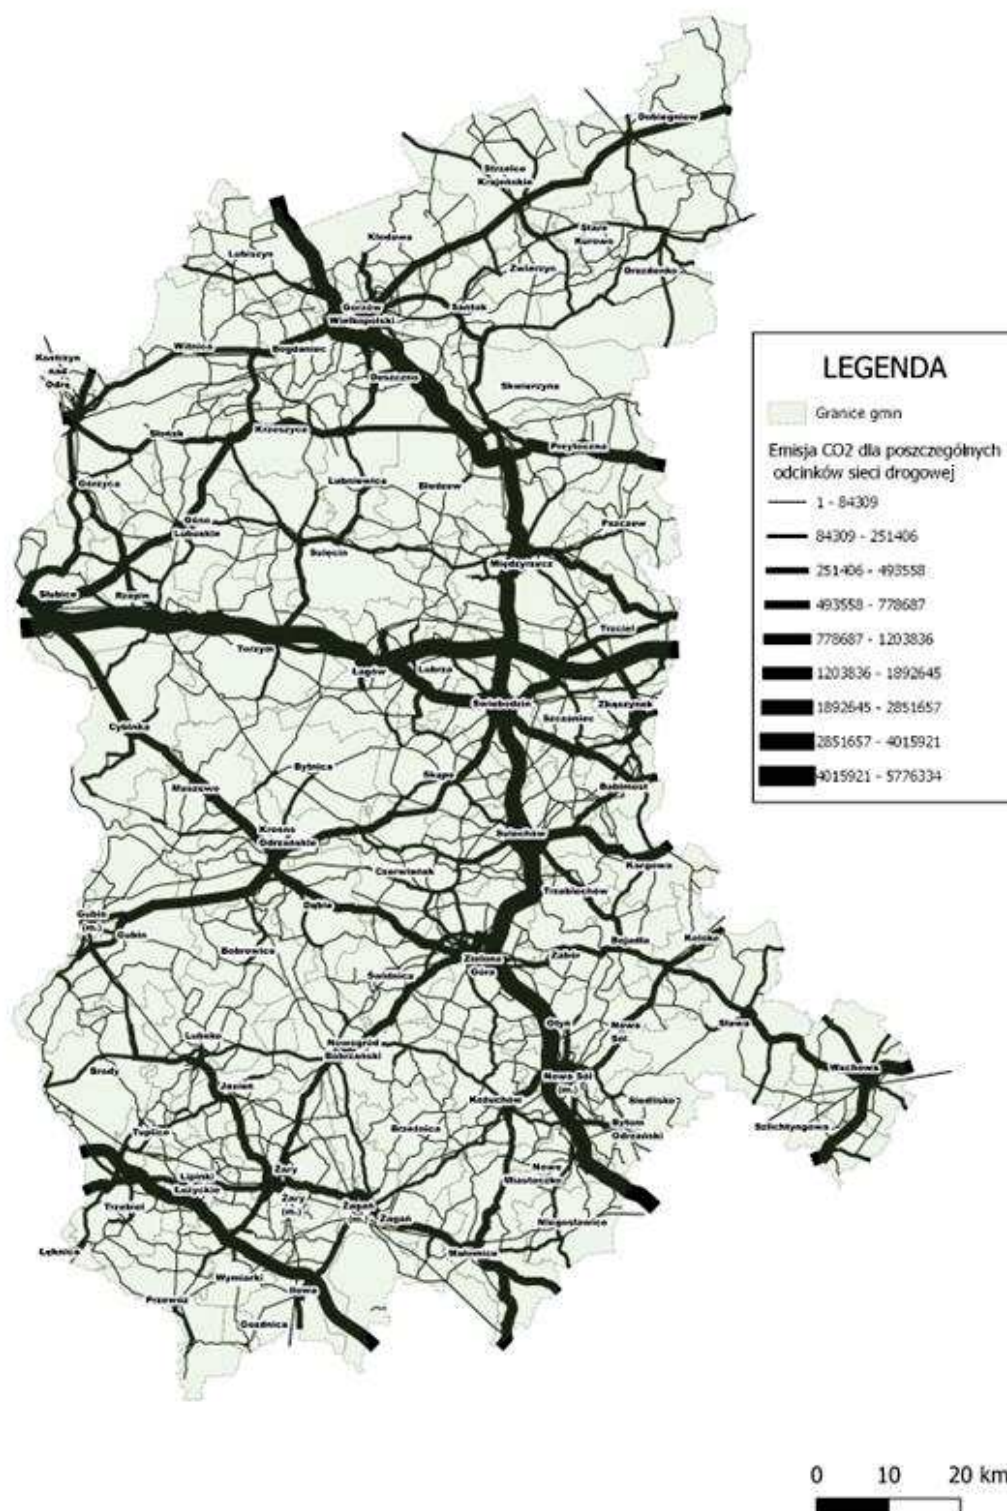 Dobiegniew
Strzelce
Krajeńskie
Kłodawa
Stare
Kurowo
Lubiszyn
Zwierzyn
Drezdenko
Gorzów
Wielkopolski
Santok
Witnica
Bogdaniec
Kostrzyn
nad
Odrą
Deszczno
Skwierzyna
Słońsk
Krzeszyce
Przytoczna
Górzyca
Lubniewice
Bledzew
Ośno
Lubuskie
Pszczew
Sulęcin
Międzyrzecz
Słubice
Rzepin
Trzciel
Torzym
Łagów
Lubrza
Świebodzin
Zbąszynek
Szczaniec
Cybinka
Bytnica
Skąpe
Maszewo
Babimost
Krosno
Odrzańskie
Sulechów
Czerwieńsk
Kargowa
Trzebiechów
Dąbie
Gubin
(m.)
Gubin
Bojadła
Kolsko
Bobrowice
Zielona
Góra
Zabór
Świdnica
Otyń
Nowa
Sól
Sława
Lubsko
Nowogród
Bobrzański
Wschowa
Brody
Jasień
Nowa Sól
(m.)
Kożuchów
Siedlisko
Tuplice
Brzeźnica
Bytom
Odrzański
Szlichtyngowa
Lipinki
Łużyckie
Żary
Nowe
Miasteczko
Trzebiel
Żary
(m.)
Żagań
(m.)
Żagań
Niegosławice
Łęknica
Małomice
Wymiarki
Iłowa
Przewóz
Gozdnica
LEGENDA
Granice gmin
Emisja CO2 dla poszczególnych
odcinków sieci drogowej
1 - 84309
84309 - 251406
251406 - 493558
493558 - 778687
778687 - 1203836
1203836 - 1892645
1892645 - 2851657
2851657 - 4015921
4015921 - 5776334
0 10 20 km